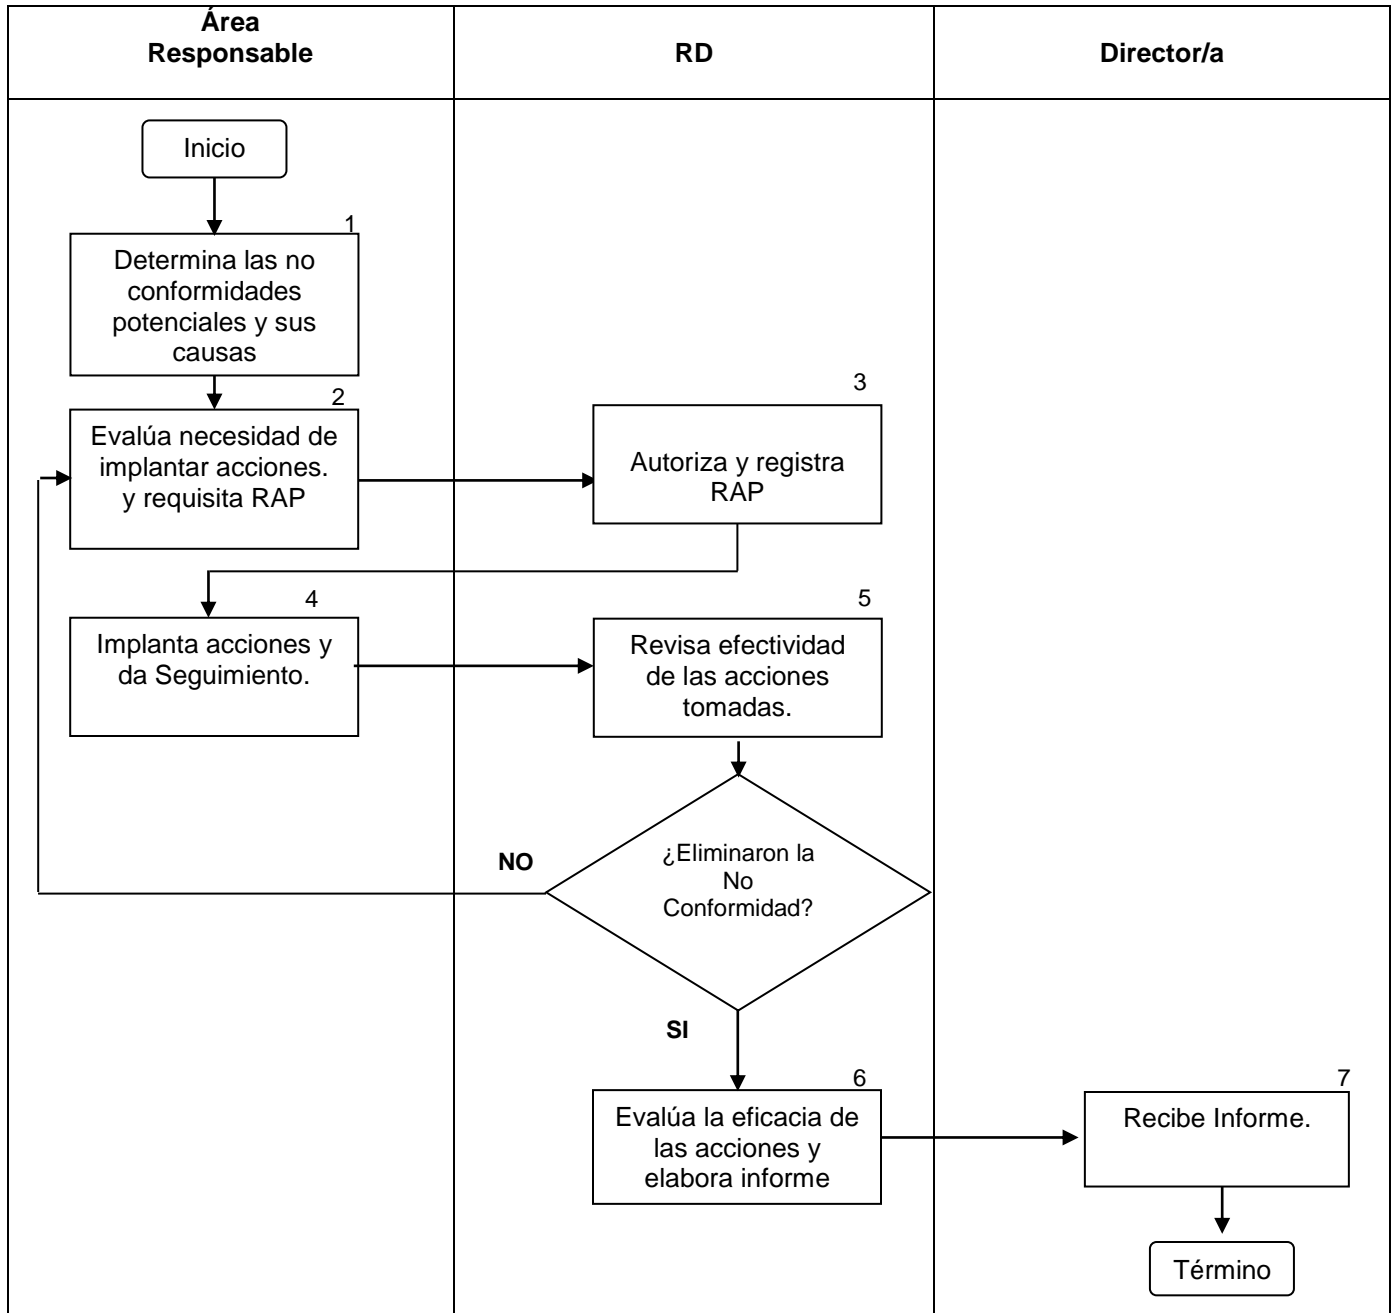 Área
Responsable
RD
Director/a
Inicio
1
Determina las no
conformidades
potenciales y sus
causas
2
Evalúa necesidad de
implantar acciones.
y requisita RAP
3
Autoriza y registra
RAP
4
Implanta acciones y
da Seguimiento.
5
Revisa efectividad
de las acciones
tomadas.
¿Eliminaron la
No
Conformidad?
NO
SI
6
Evalúa la eficacia de
las acciones y
elabora informe
7
Recibe Informe.
Término